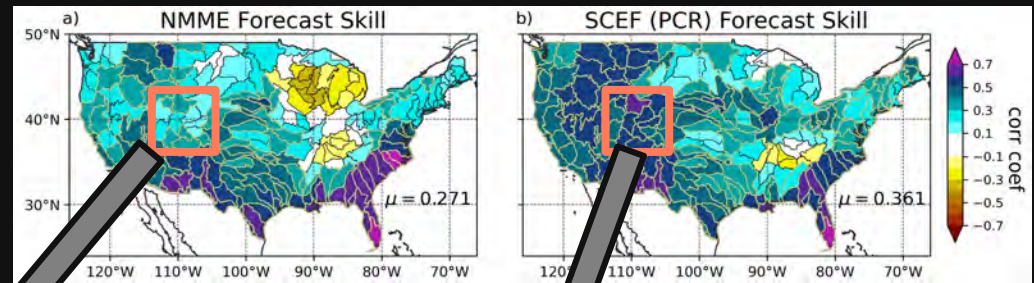 a) NMME Forecast Skill
b) SCEF (PCR) Forecast Skill
50°N
40°N
30°N
μ = 0.271
μ = 0.361
120°W 110°W 100°W 90°W 80°W 70°W
120° 110°W 100°W 90°W 80°W 70°W
0.7
0.5
0.3
0.1
−0.1
−0.3
−0.5
−0.7
corr coef